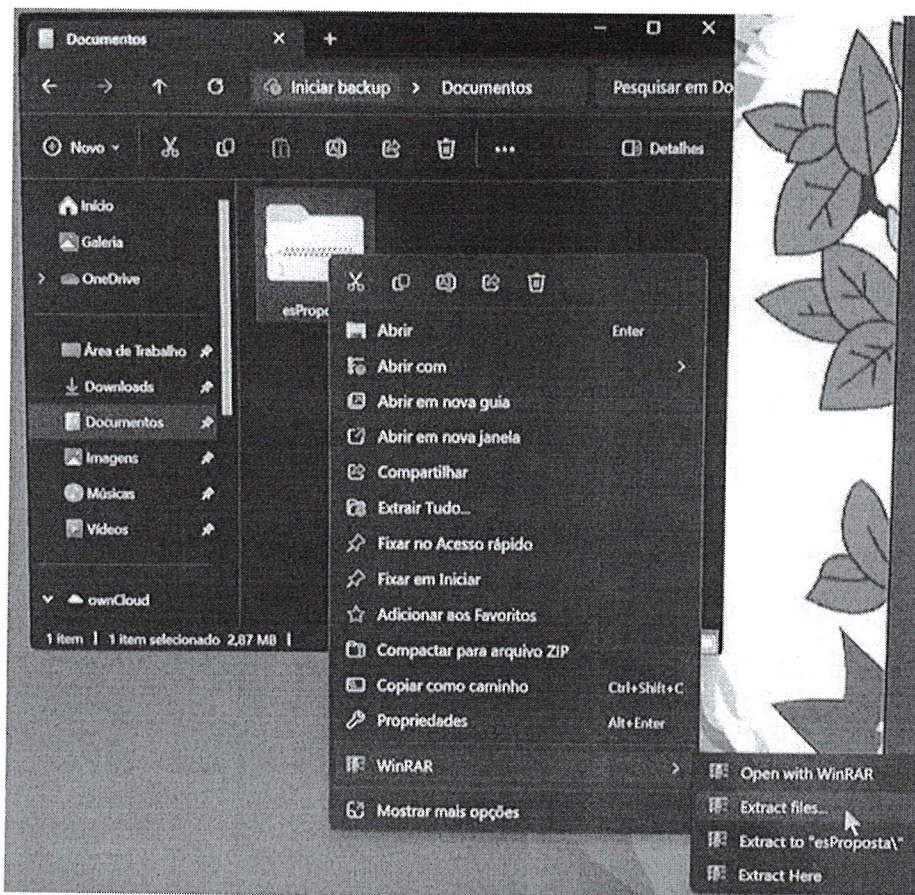 Documentos
Iniciar backup > Documentos Pesquisar em Do
Novo Detalhes
Início
Galeria
OneDrive
Área de Trabalho
Downloads
Documentos
Imagens
Músicas
Vídeos
ownCloud
1 item | 1 item selecionado 2,87 MB |
esPropo
Abrir Enter
Abrir com
Abrir em nova guia
Abrir em nova janela
Compartilhar
Extrair Tudo...
Fixar no Acesso rápido
Fixar em Iniciar
Adicionar aos Favoritos
Compactar para arquivo ZIP
Copiar como caminho Ctrl+Shift+C
Propriedades Alt+Enter
WinRAR
Mostrar mais opções
Open with WinRAR
Extract files...
Extract to "esProposta\"
Extract Here